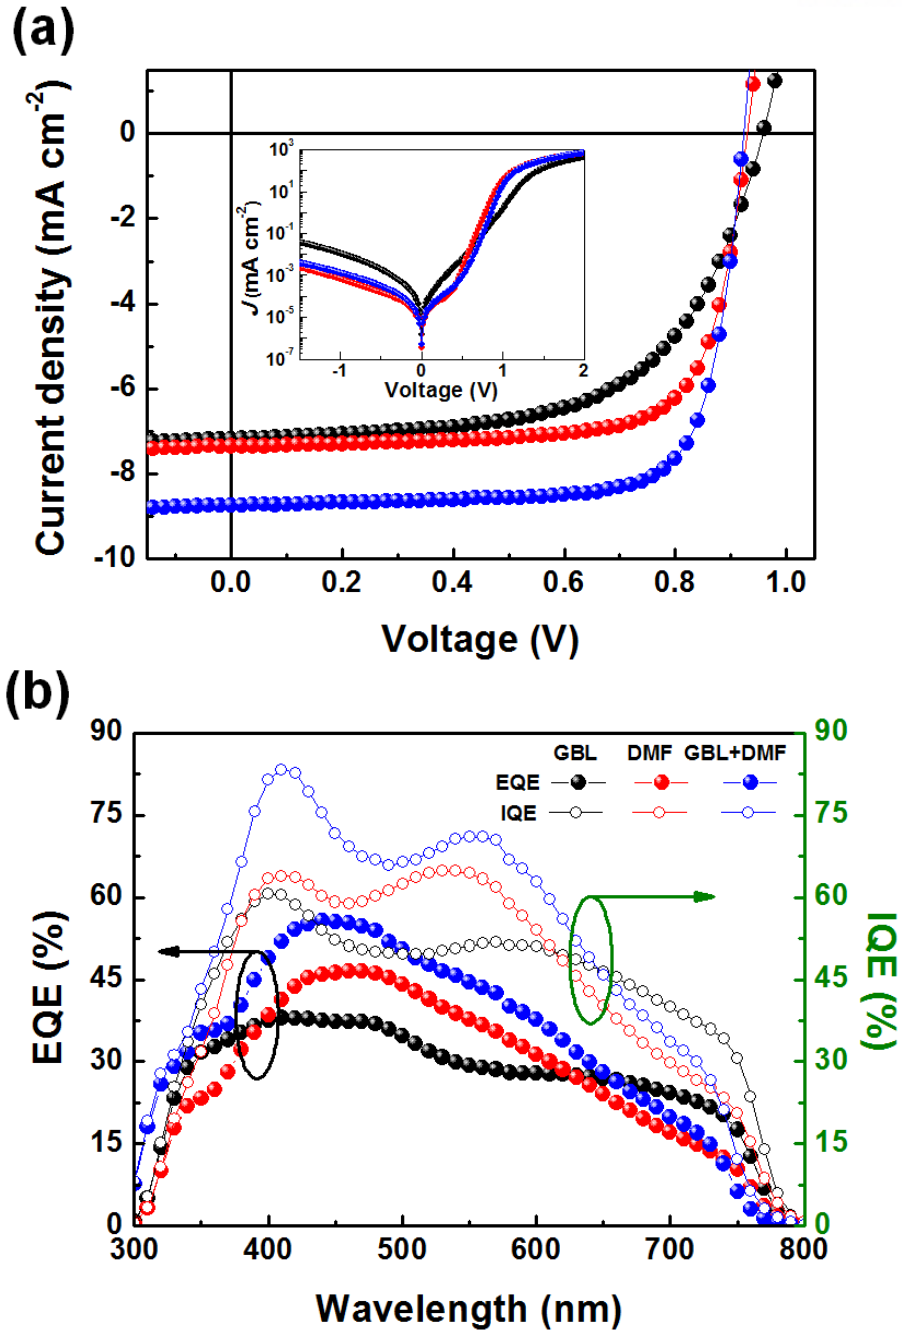 (a)
Current density (mA cm-2)
0
-2
-4
-6
-8
-10
0.0 0.2 0.4 0.6 0.8 1.0
Voltage (V)
J (mA cm-2)
10^3
10^1
10^-1
10^-3
10^-5
10^-7
-1 0 1 2
Voltage (V)
(b)
EQE (%)
90
75
60
45
30
15
0
GBL DMF GBL+DMF
EQE
IQE
90
75
60
45
30
15
0
IQE (%)
300 400 500 600 700 800
Wavelength (nm)